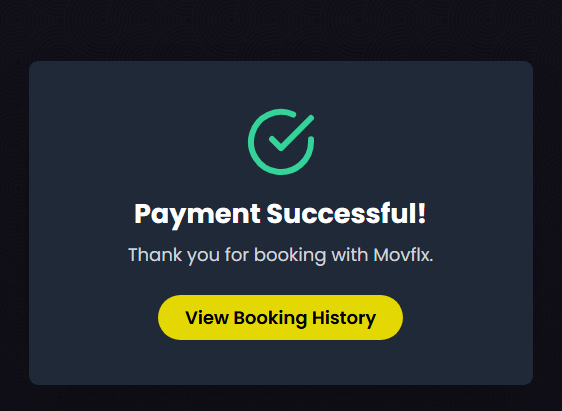 Payment Successful!
Thank you for booking with Movflx.
View Booking History